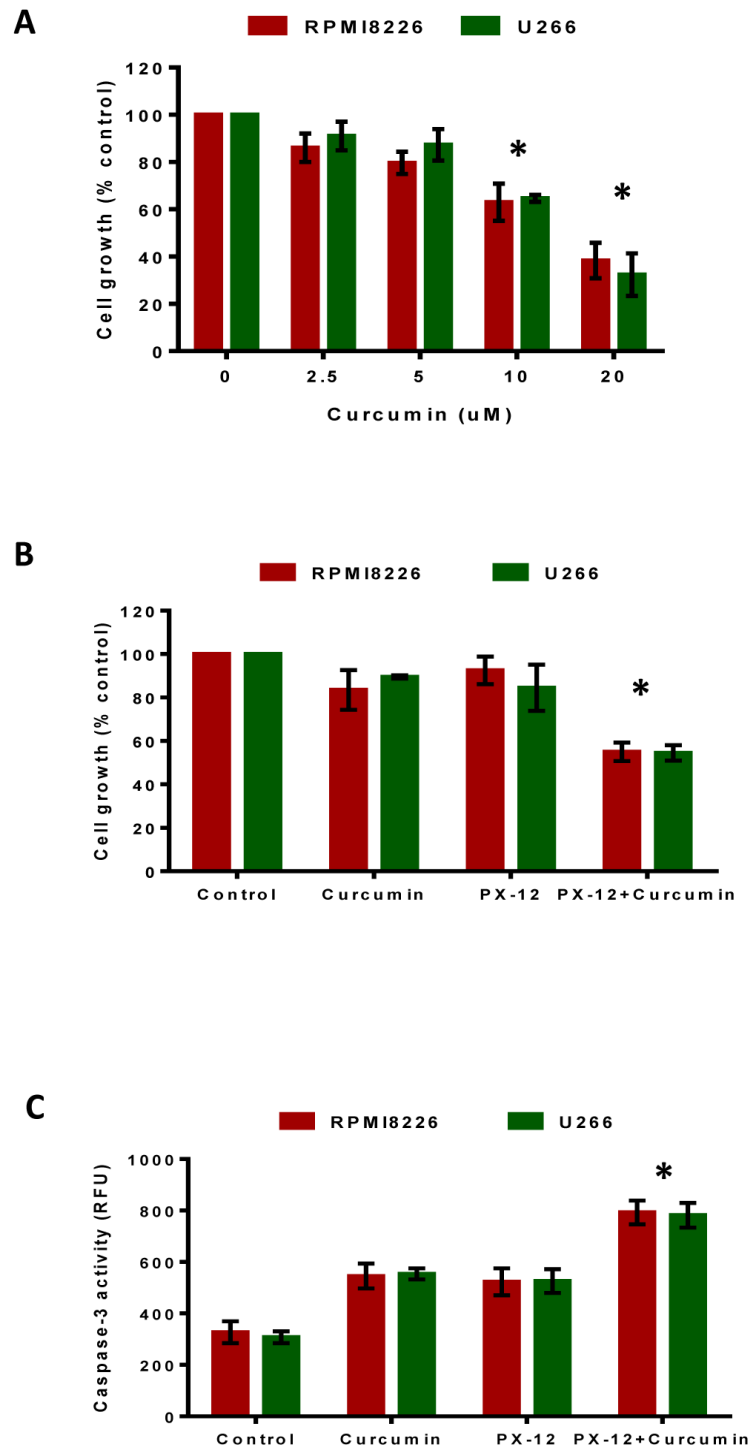 A
RPMI8226 U266
Cell growth (% control)
120
100
80
60
40
20
0
* *
0 2.5 5 10 20
Curcumin (uM)
B
RPMI8226 U266
Cell growth (% control)
120
100
80
60
40
20
0
*
Control Curcumin PX-12 PX-12+Curcumin
C
RPMI8226 U266
Caspase-3 activity (RFU)
1000
800
600
400
200
0
*
Control Curcumin PX-12 PX-12+Curcumin